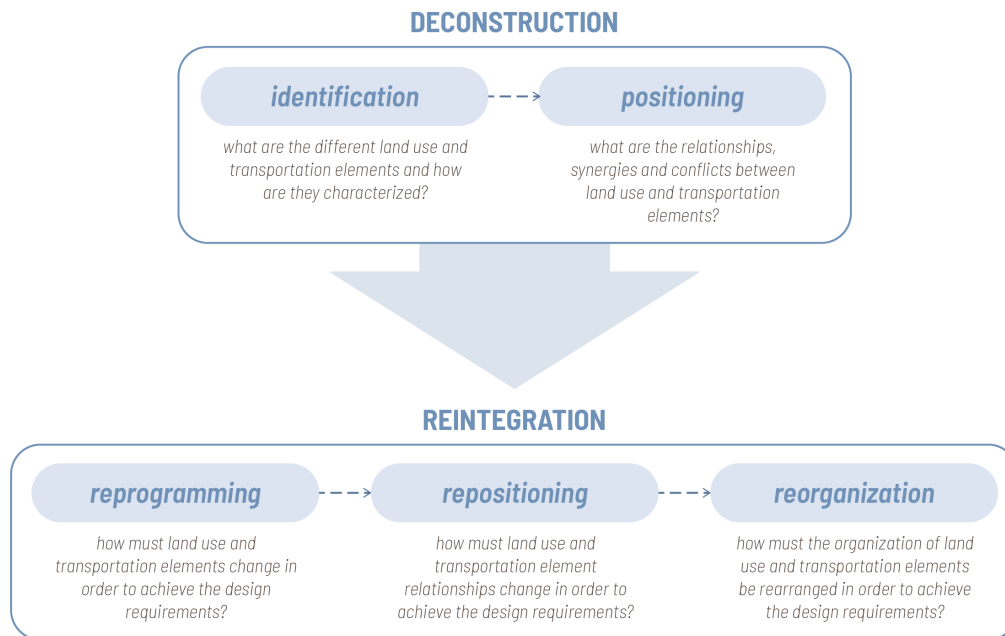 DECONSTRUCTION
identification
what are the different land use and
transportation elements and how
are they characterized?
positioning
what are the relationships,
synergies and conflicts between
land use and transportation
elements?
REINTEGRATION
reprogramming
how must land use and
transportation elements change in
order to achieve the design
requirements?
repositioning
how must land use and
transportation element
relationships change in order to
achieve the design requirements?
reorganization
how must the organization of land
use and transportation elements
be rearranged in order to achieve
the design requirements?